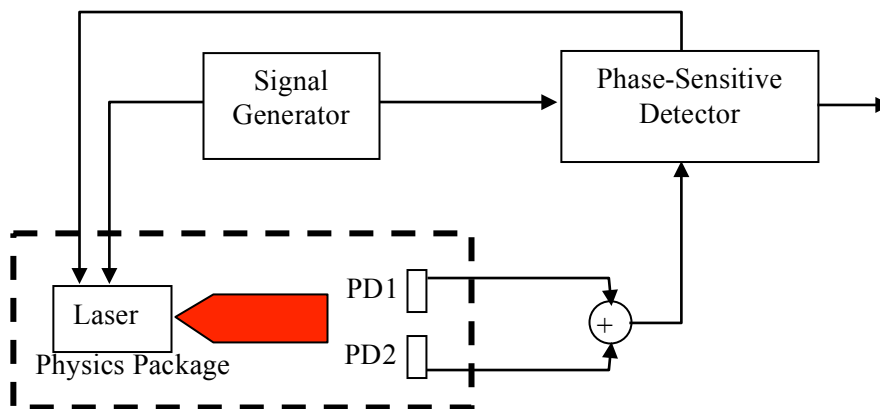 Signal
Generator
Phase-Sensitive
Detector
PD1
Laser
+
PD2
Physics Package